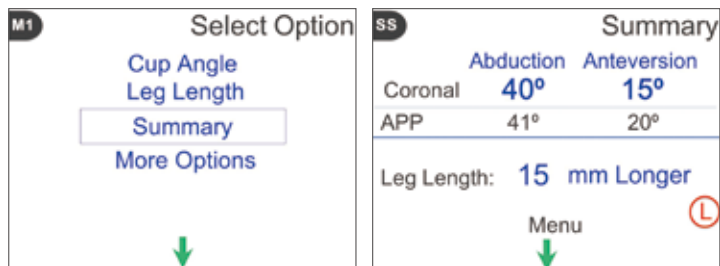 M1 Select Option
Cup Angle
Leg Length
Summary
More Options
SS Summary
Abduction Anteversion
Coronal 40º 15º
APP 41º 20º
Leg Length: 15 mm Longer
L
Menu